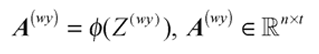 A^{(wy)} = ϕ(Z^{(wy)}), A^{(wy)} ∈ ℝ^{n×t}